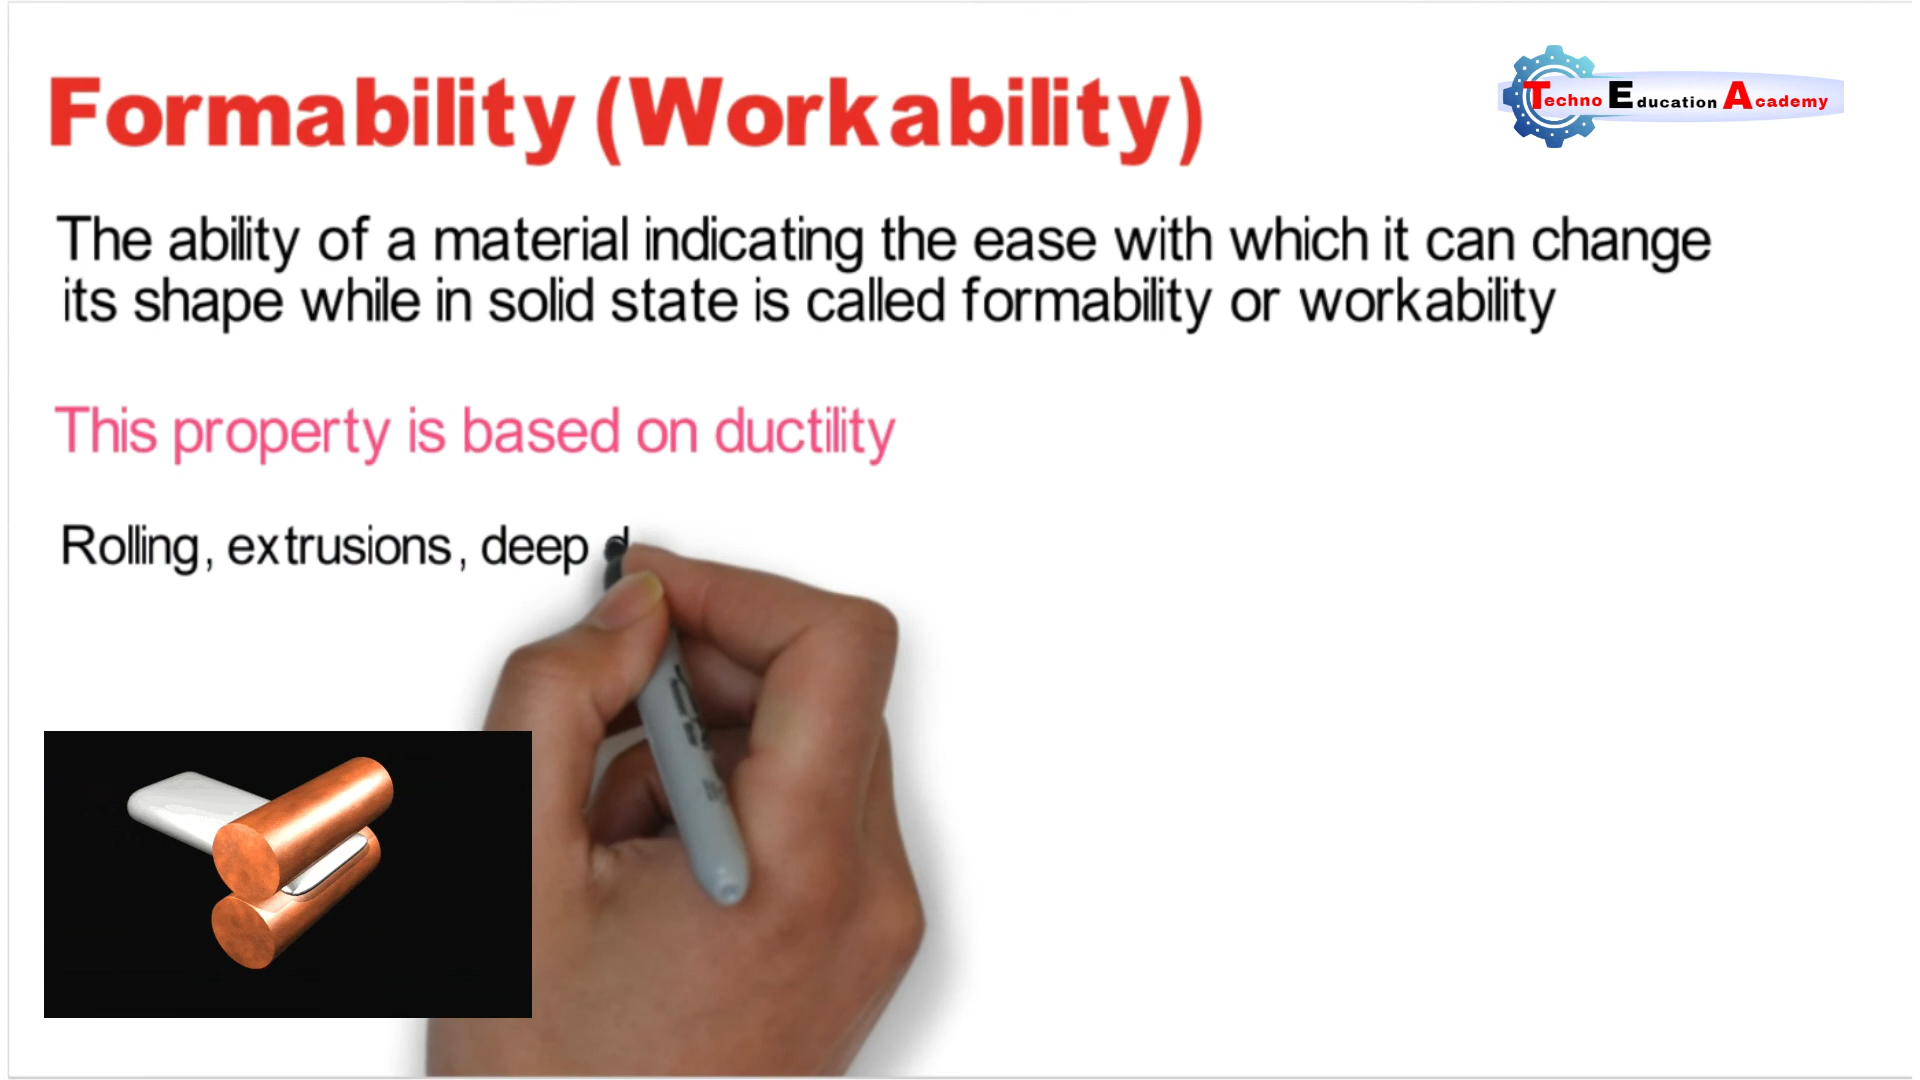 Formability (Workability)
Techno Education Academy
The ability of a material indicating the ease with which it can change
its shape while in solid state is called formability or workability
This property is based on ductility
Rolling, extrusions, deep d